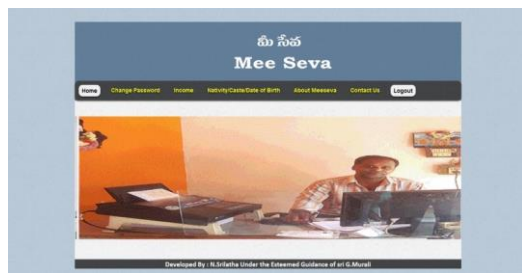 మీ సేవ
Mee Seva
Home Change Password Income Nativity/Caste/Date of Birth About Meeseva Contact Us Logout
Developed By : N.Srilatha Under the Esteemed Guidance of sri G.Murali